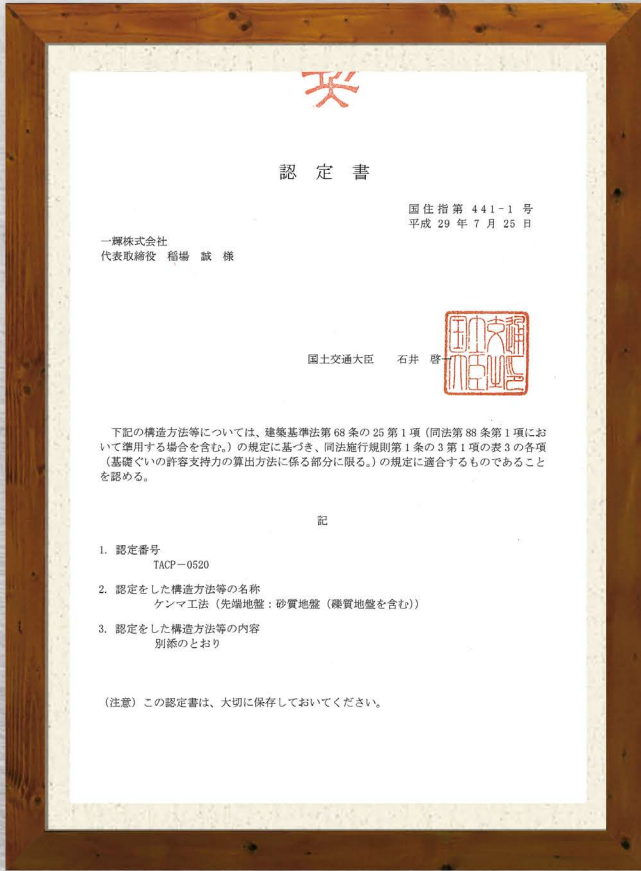 認定書
国住指第 441-1 号
平成 29 年 7 月 25 日
一輝株式会社
代表取締役 稲場 誠 様
国土交通大臣 石井 啓一
下記の構造方法等については、建築基準法第 68 条の 25 第 1 項(同法第 88 条第 1 項にお
いて準用する場合を含む。)の規定に基づき、同法施行規則第 1 条の 3 第 1 項の表 3 の各項
(基礎ぐいの許容支持力の算出方法に係る部分に限る。)の規定に適合するものであること
を認める。
記
1. 認定番号
TACP-0520
2. 認定をした構造方法等の名称
ケンマ工法(先端地盤:砂質地盤(礫質地盤を含む))
3. 認定をした構造方法等の内容
別添のとおり
(注意)この認定書は、大切に保存しておいてください。